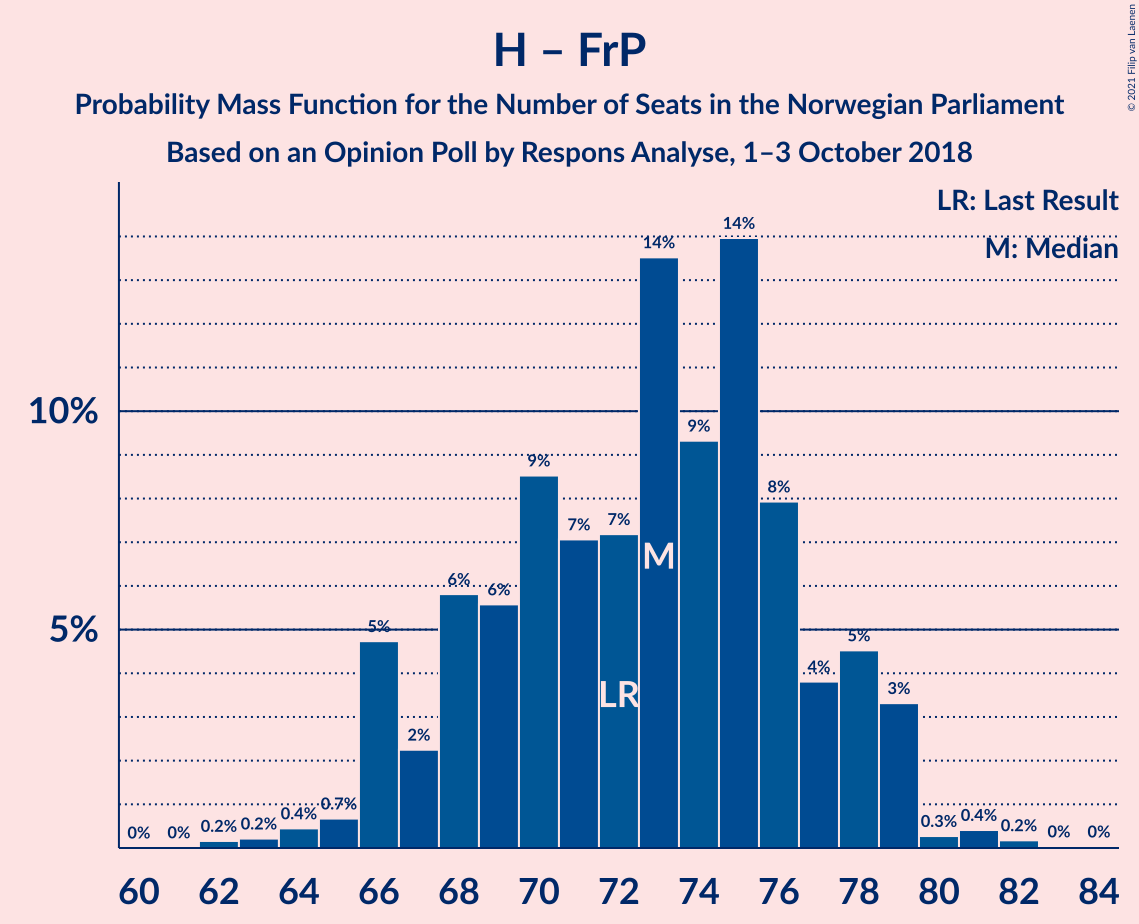 H – FrP
Probability Mass Function for the Number of Seats in the Norwegian Parliament
Based on an Opinion Poll by Respons Analyse, 1–3 October 2018
© 2021 Filip van Laenen
LR: Last Result
M: Median
10%
5%
0% 0% 0.2% 0.2% 0.4% 0.7% 5% 2% 6% 6% 9% 7% 7% 14% 9% 14% 8% 4% 5% 3% 0.3% 0.4% 0.2% 0% 0%
M
LR
60 62 64 66 68 70 72 74 76 78 80 82 84